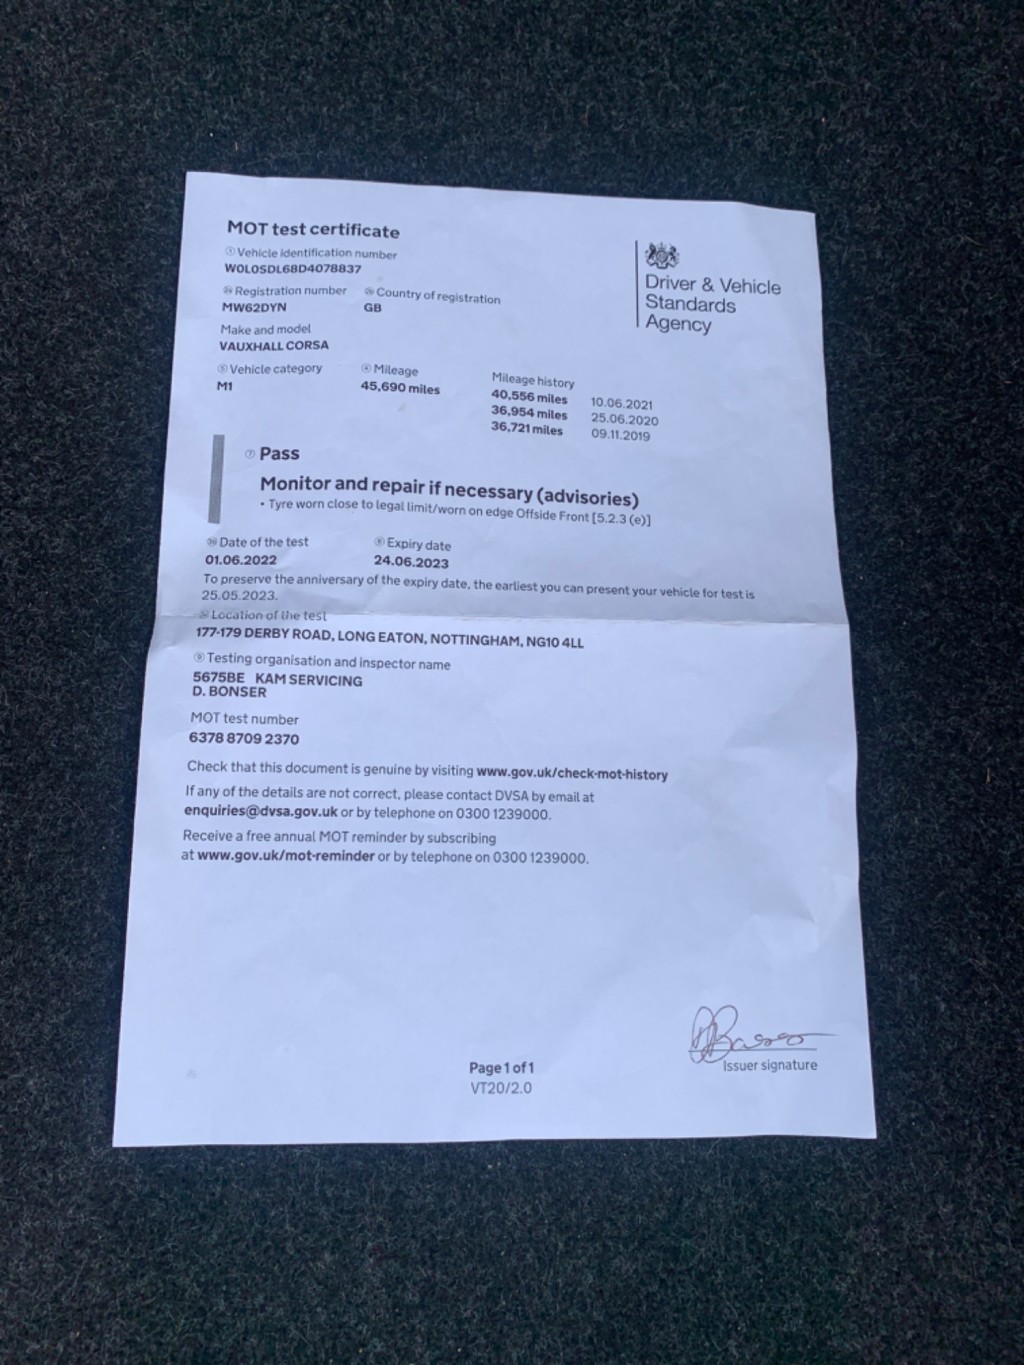 MOT test certificate
① Vehicle identification number
W0L0SDL68D4078837
Registration number
MW62DYN
Country of registration
GB
Make and model
VAUXHALL CORSA
⑤ Vehicle category
M1
④ Mileage
45,690 miles
Mileage history
40,556 miles 10.06.2021
36,954 miles 25.06.2020
36,721 miles 09.11.2019
Driver & Vehicle
Standards
Agency
⑦ Pass
Monitor and repair if necessary (advisories)
• Tyre worn close to legal limit/worn on edge Offside Front [5.2.3 (e)]
Date of the test
01.06.2022
⑧ Expiry date
24.06.2023
To preserve the anniversary of the expiry date, the earliest you can present your vehicle for test is
25.05.2023.
Location of the test
177-179 DERBY ROAD, LONG EATON, NOTTINGHAM, NG10 4LL
⑨ Testing organisation and inspector name
5675BE KAM SERVICING
D. BONSER
MOT test number
6378 8709 2370
Check that this document is genuine by visiting www.gov.uk/check-mot-history
If any of the details are not correct, please contact DVSA by email at
enquiries@dvsa.gov.uk or by telephone on 0300 1239000.
Receive a free annual MOT reminder by subscribing
at www.gov.uk/mot-reminder or by telephone on 0300 1239000.
Issuer signature
Page 1 of 1
VT20/2.0